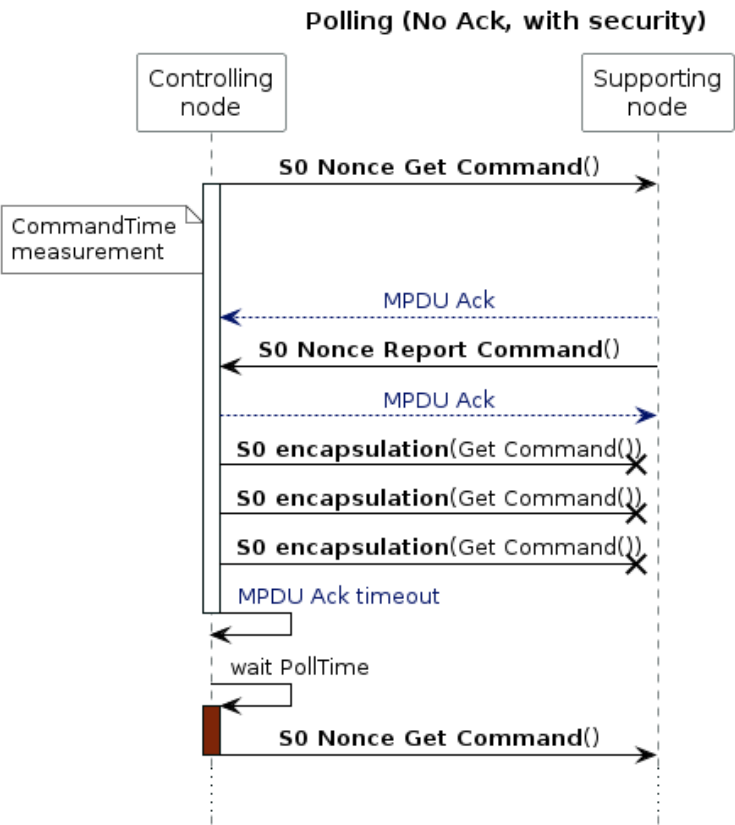 Polling (No Ack, with security)
Controlling
node
Supporting
node
S0 Nonce Get Command()
CommandTime
measurement
MPDU Ack
S0 Nonce Report Command()
MPDU Ack
S0 encapsulation(Get Command())
S0 encapsulation(Get Command())
S0 encapsulation(Get Command())
MPDU Ack timeout
wait PollTime
S0 Nonce Get Command()